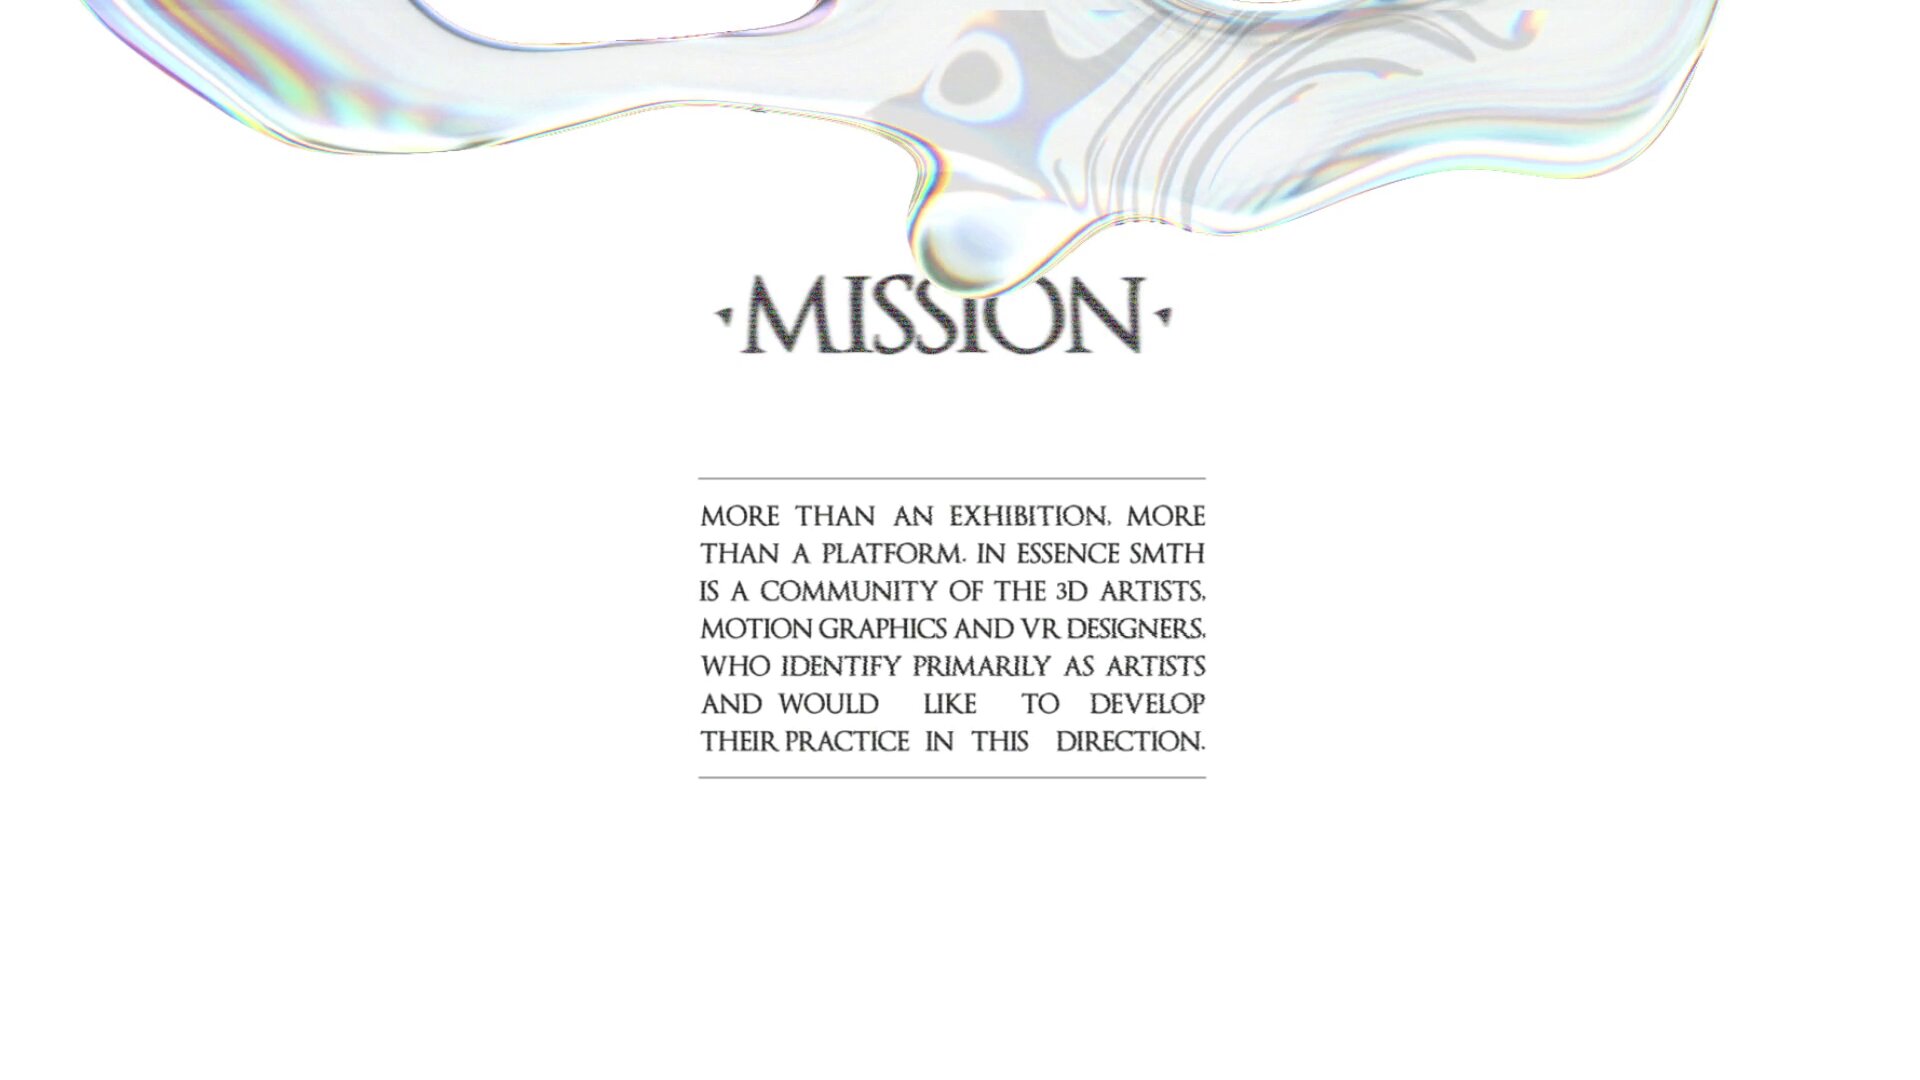 ·MISSION·
MORE THAN AN EXHIBITION, MORE
THAN A PLATFORM. IN ESSENCE SMTH
IS A COMMUNITY OF THE 3D ARTISTS,
MOTION GRAPHICS AND VR DESIGNERS,
WHO IDENTIFY PRIMARILY AS ARTISTS
AND WOULD LIKE TO DEVELOP
THEIR PRACTICE IN THIS DIRECTION.